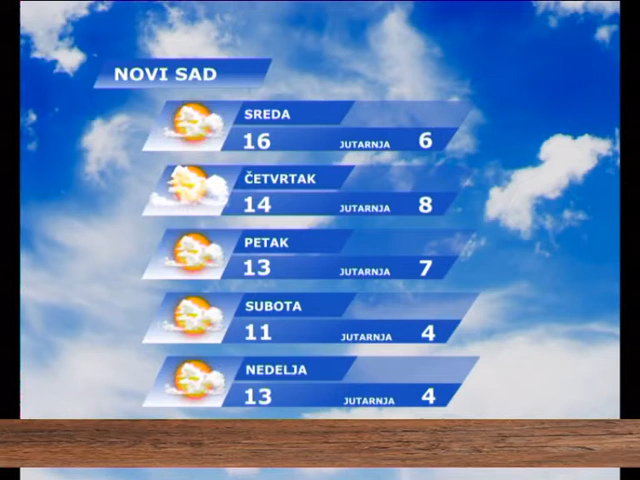 NOVI SAD
SREDA
16 JUTARNJA 6
ČETVRTAK
14 JUTARNJA 8
PETAK
13 JUTARNJA 7
SUBOTA
11 JUTARNJA 4
NEDELJA
13 JUTARNJA 4